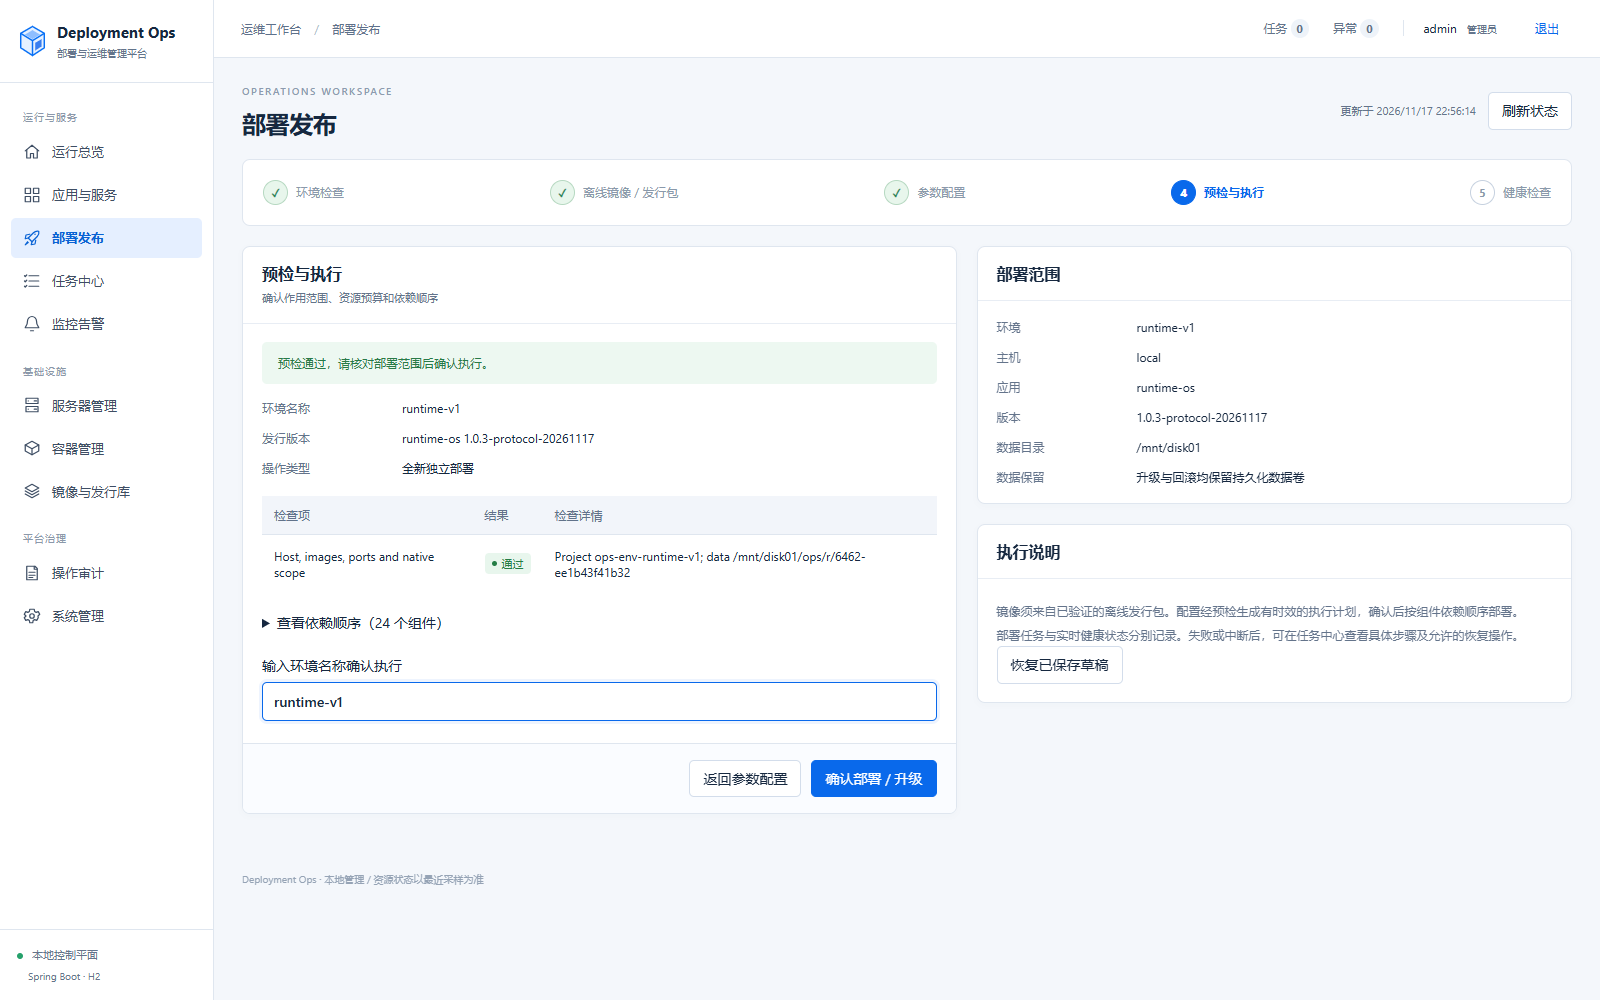 Deployment Ops
部署与运维管理平台
运行与服务
运行总览
应用与服务
部署发布
任务中心
监控告警
基础设施
服务器管理
容器管理
镜像与发行库
平台治理
操作审计
系统管理
本地控制平面
Spring Boot · H2
运维工作台 / 部署发布
任务 0 异常 0 admin 管理员 退出
OPERATIONS WORKSPACE
部署发布
更新于 2026/11/17 22:56:14 刷新状态
✓ 环境检查 ✓ 离线镜像 / 发行包 ✓ 参数配置 4 预检与执行 5 健康检查
预检与执行
确认作用范围、资源预算和依赖顺序
预检通过，请核对部署范围后确认执行。
环境名称 runtime-v1
发行版本 runtime-os 1.0.3-protocol-20261117
操作类型 全新独立部署
检查项 结果 检查详情
Host, images, ports and native
scope
通过
Project ops-env-runtime-v1; data /mnt/disk01/ops/r/6462-
ee1b43f41b32
查看依赖顺序（24 个组件）
输入环境名称确认执行
runtime-v1
返回参数配置 确认部署 / 升级
部署范围
环境 runtime-v1
主机 local
应用 runtime-os
版本 1.0.3-protocol-20261117
数据目录 /mnt/disk01
数据保留 升级与回滚均保留持久化数据卷
执行说明
镜像须来自已验证的离线发行包。配置经预检生成有时效的执行计划，确认后按组件依赖顺序部署。
部署任务与实时健康状态分别记录。失败或中断后，可在任务中心查看具体步骤及允许的恢复操作。
恢复已保存草稿
Deployment Ops · 本地管理 / 资源状态以最近采样为准